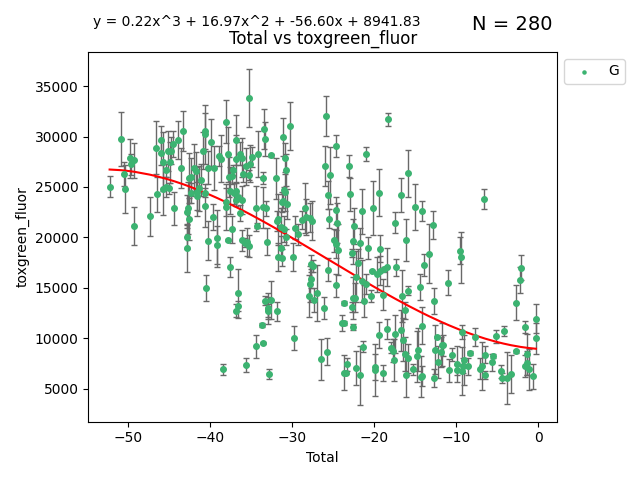 y = 0.22x^3 + 16.97x^2 + -56.60x + 8941.83
N = 280
Total vs toxgreen_fluor
G
35000
30000
25000
20000
15000
10000
5000
toxgreen_fluor
−50
−40
−30
−20
−10
0
Total